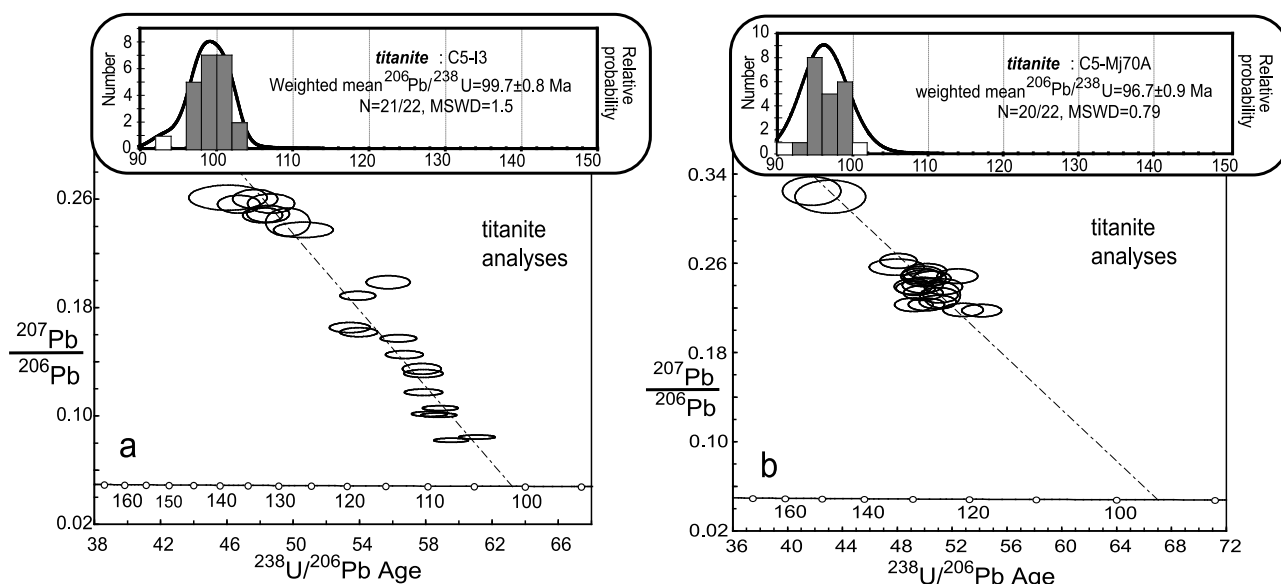 8
6
4
2
0
Number
titanite : C5-I3
Weighted mean 206Pb/238U=99.7±0.8 Ma
N=21/22, MSWD=1.5
Relative probability
90 100 110 120 130 140 150
0.26
0.18
0.10
0.02
207Pb
206Pb
titanite
analyses
a
160 150 140 130 120 110 100
38 42 46 50 54 58 62 66
238U/206Pb Age
10
8
6
4
2
0
Number
titanite : C5-Mj70A
weighted mean 206Pb/238U=96.7±0.9 Ma
N=20/22, MSWD=0.79
Relative probability
90 100 110 120 130 140 150
0.34
0.26
0.18
0.10
0.02
207Pb
206Pb
titanite
analyses
b
160 140 120 100
36 40 44 48 52 56 60 64 68 72
238U/206Pb Age